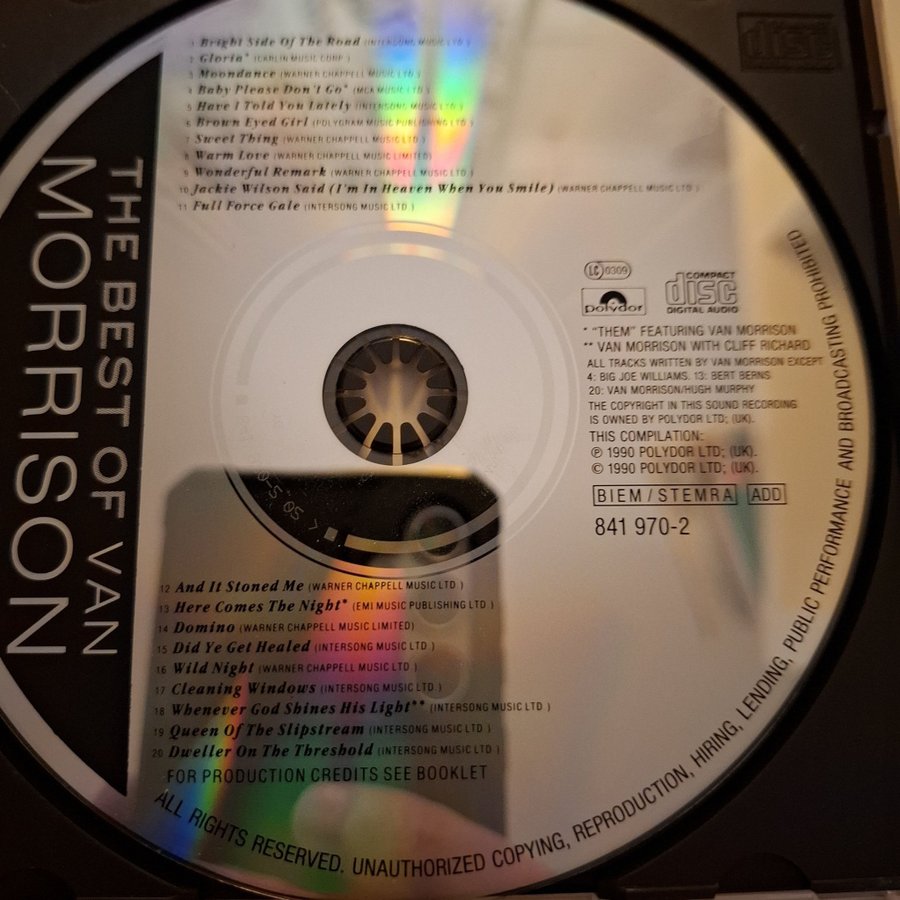 THE BEST OF VAN
MORRISON
1 Bright Side Of The Road (INTERSONG MUSIC LTD.)
2 Gloria* (CARLIN MUSIC CORP.)
3 Moondance (WARNER CHAPPELL MUSIC LTD.)
4 Baby Please Don't Go* (MCA MUSIC LTD.)
5 Have I Told You Lately (INTERSONG MUSIC LTD.)
6 Brown Eyed Girl (POLYGRAM MUSIC PUBLISHING LTD.)
7 Sweet Thing (WARNER CHAPPELL MUSIC LTD.)
8 Warm Love (WARNER CHAPPELL MUSIC LIMITED)
9 Wonderful Remark (WARNER CHAPPELL MUSIC LTD.)
10 Jackie Wilson Said (I'm In Heaven When You Smile) (WARNER CHAPPELL MUSIC LTD.)
11 Full Force Gale (INTERSONG MUSIC LTD.)
LC 0309
polydor
COMPACT
disc
DIGITAL AUDIO
* "THEM" FEATURING VAN MORRISON
** VAN MORRISON WITH CLIFF RICHARD
ALL TRACKS WRITTEN BY VAN MORRISON EXCEPT
4: BIG JOE WILLIAMS. 13: BERT BERNS.
20: VAN MORRISON/HUGH MURPHY
THE COPYRIGHT IN THIS SOUND RECORDING
IS OWNED BY POLYDOR LTD; (UK).
THIS COMPILATION:
℗ 1990 POLYDOR LTD; (UK).
© 1990 POLYDOR LTD; (UK).
BIEM/STEMRA ADD
841 970-2
12 And It Stoned Me (WARNER CHAPPELL MUSIC LTD.)
13 Here Comes The Night* (EMI MUSIC PUBLISHING LTD.)
14 Domino (WARNER CHAPPELL MUSIC LIMITED)
15 Did Ye Get Healed (INTERSONG MUSIC LTD.)
16 Wild Night (WARNER CHAPPELL MUSIC LTD.)
17 Cleaning Windows (INTERSONG MUSIC LTD.)
18 Whenever God Shines His Light** (INTERSONG MUSIC LTD.)
19 Queen Of The Slipstream (INTERSONG MUSIC LTD.)
20 Dweller On The Threshold (INTERSONG MUSIC LTD.)
FOR PRODUCTION CREDITS SEE BOOKLET
ALL RIGHTS RESERVED. UNAUTHORIZED COPYING, REPRODUCTION, HIRING, LENDING, PUBLIC PERFORMANCE AND BROADCASTING PROHIBITED
disc